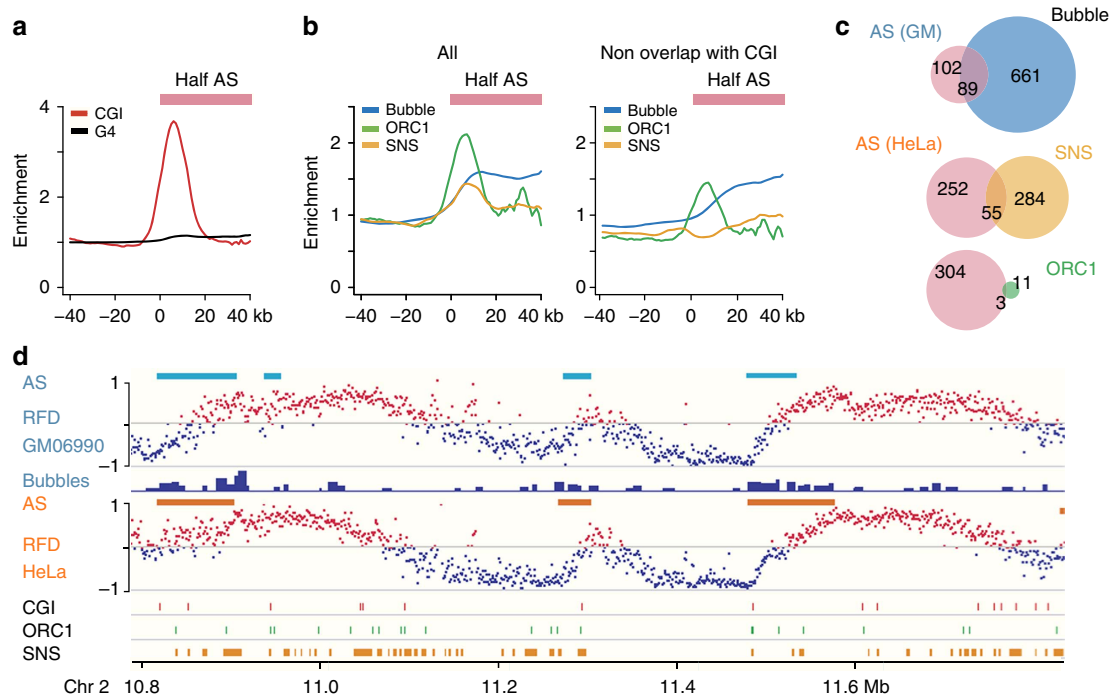 a
Half AS
CGI
G4
Enrichment
4
2
0
−40
−20
0
20
40 kb
b
All
Half AS
Bubble
ORC1
SNS
Enrichment
2
1
0
−40
−20
0
20
40 kb
Non overlap with CGI
Half AS
Bubble
ORC1
SNS
2
1
0
−40
−20
0
20
40 kb
c
Bubble
AS (GM)
102
89
661
AS (HeLa)
SNS
252
55
284
ORC1
304
11
3
d
AS
1
RFD
GM06990
−1
Bubbles
AS
1
RFD
HeLa
−1
CGI
ORC1
SNS
Chr 2
10.8
11.0
11.2
11.4
11.6 Mb